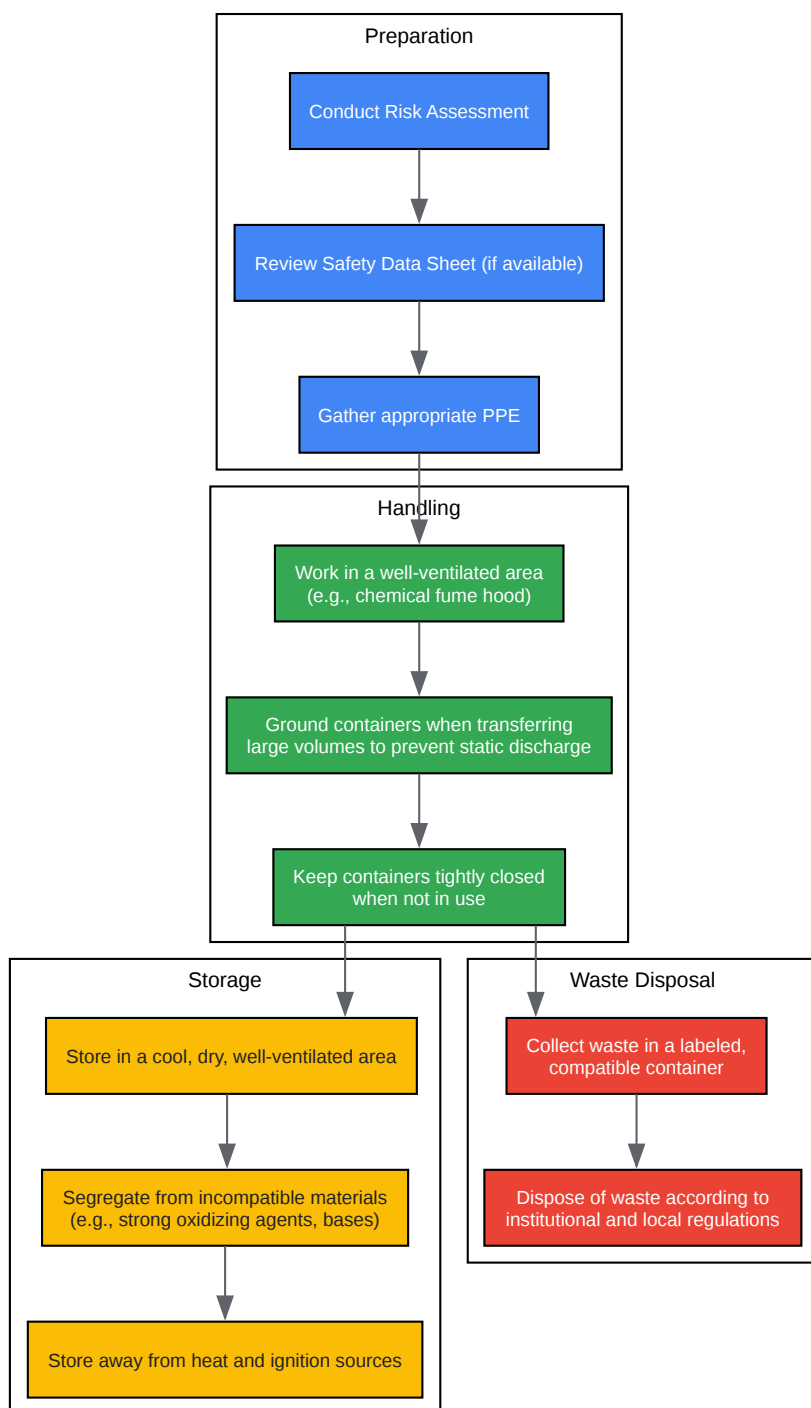 Preparation
Conduct Risk Assessment
Review Safety Data Sheet (if available)
Gather appropriate PPE
Handling
Work in a well-ventilated area
(e.g., chemical fume hood)
Ground containers when transferring
large volumes to prevent static discharge
Keep containers tightly closed
when not in use
Storage
Store in a cool, dry, well-ventilated area
Segregate from incompatible materials
(e.g., strong oxidizing agents, bases)
Store away from heat and ignition sources
Waste Disposal
Collect waste in a labeled,
compatible container
Dispose of waste according to
institutional and local regulations